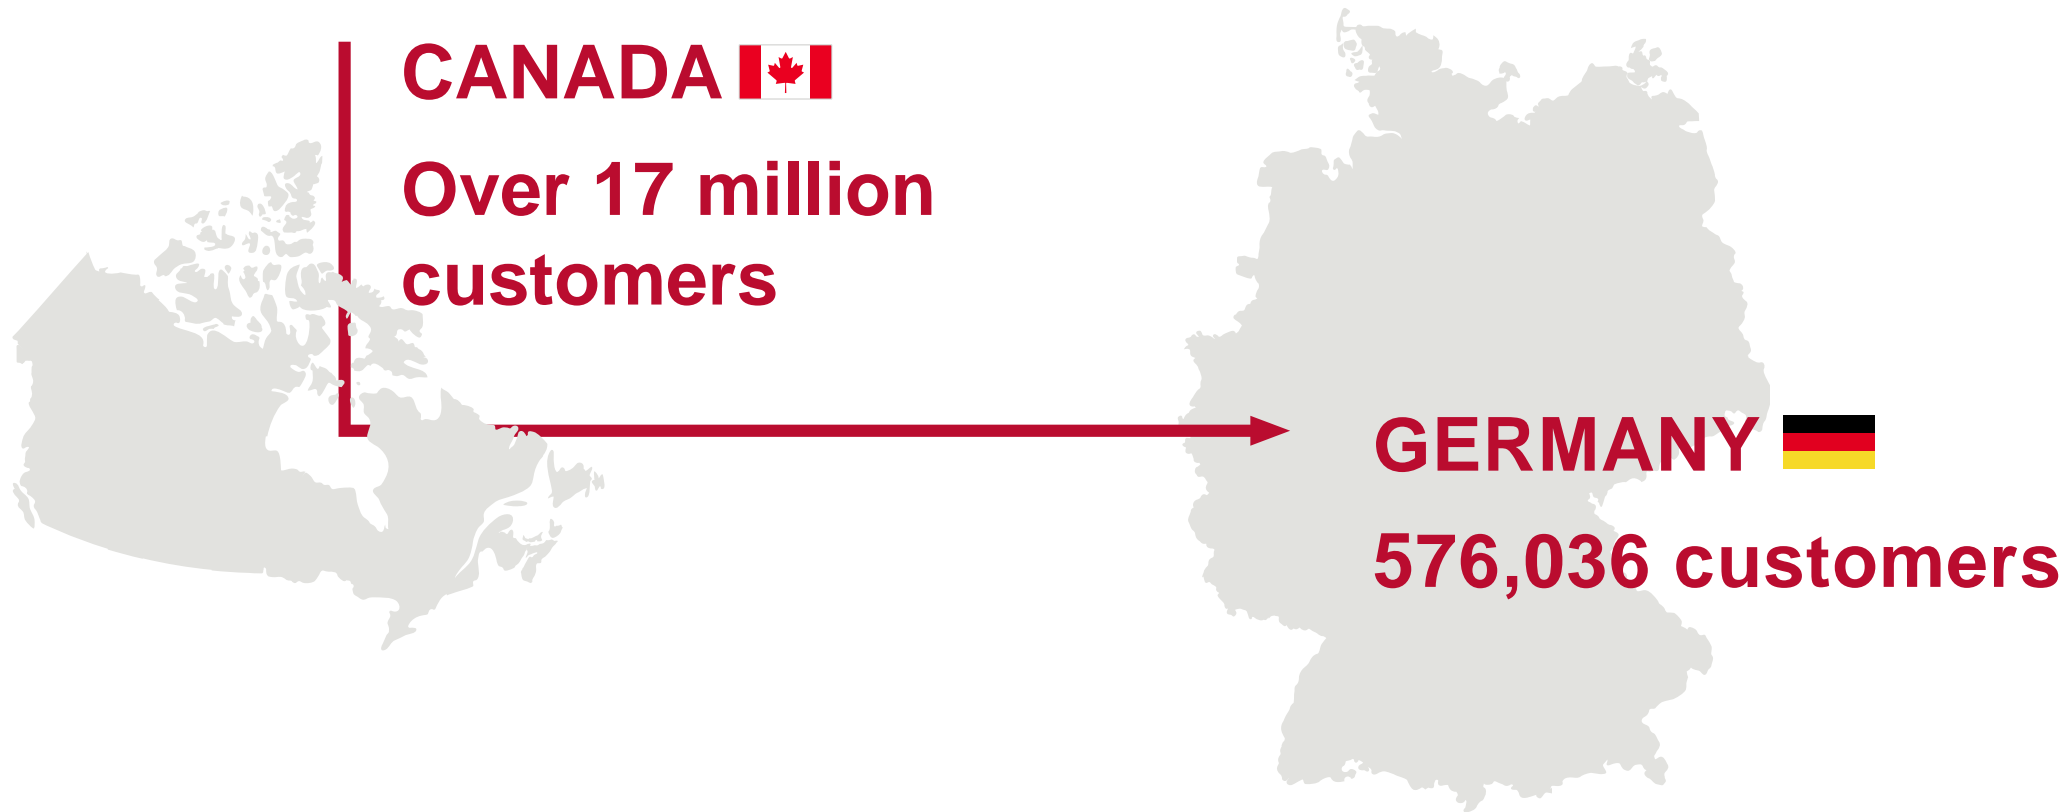 CANADA
Over 17 million
customers
GERMANY
576,036 customers